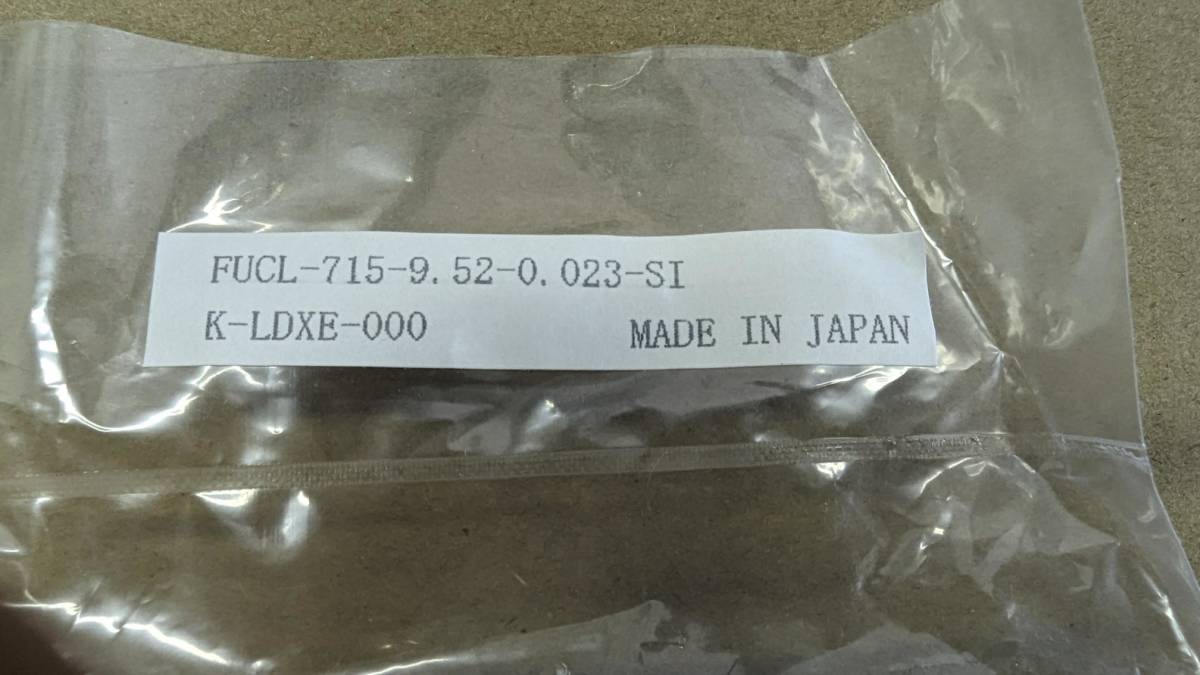 FUCL-715-9.52-0.023-SI
K-LDXE-000 MADE IN JAPAN